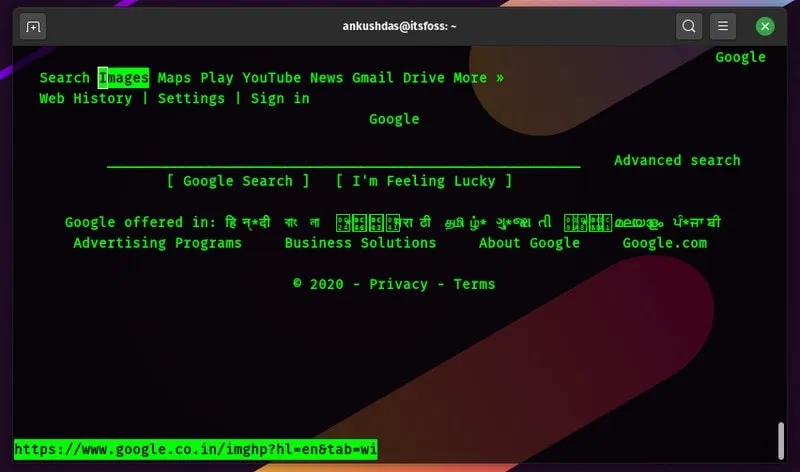 ankushdas@itsfoss: ~
Google
Search Images Maps Play YouTube News Gmail Drive More »
Web History | Settings | Sign in
Google
Advanced search
[ Google Search ] [ I'm Feeling Lucky ]
Google offered in: हि न्*दी বাং লা मरा ठी தமி ழ்* ગુ*જરા તી മലയാളം ਪੰ*ਜਾ ਬੀ
Advertising Programs Business Solutions About Google Google.com
© 2020 - Privacy - Terms
https://www.google.co.in/imghp?hl=en&tab=wi